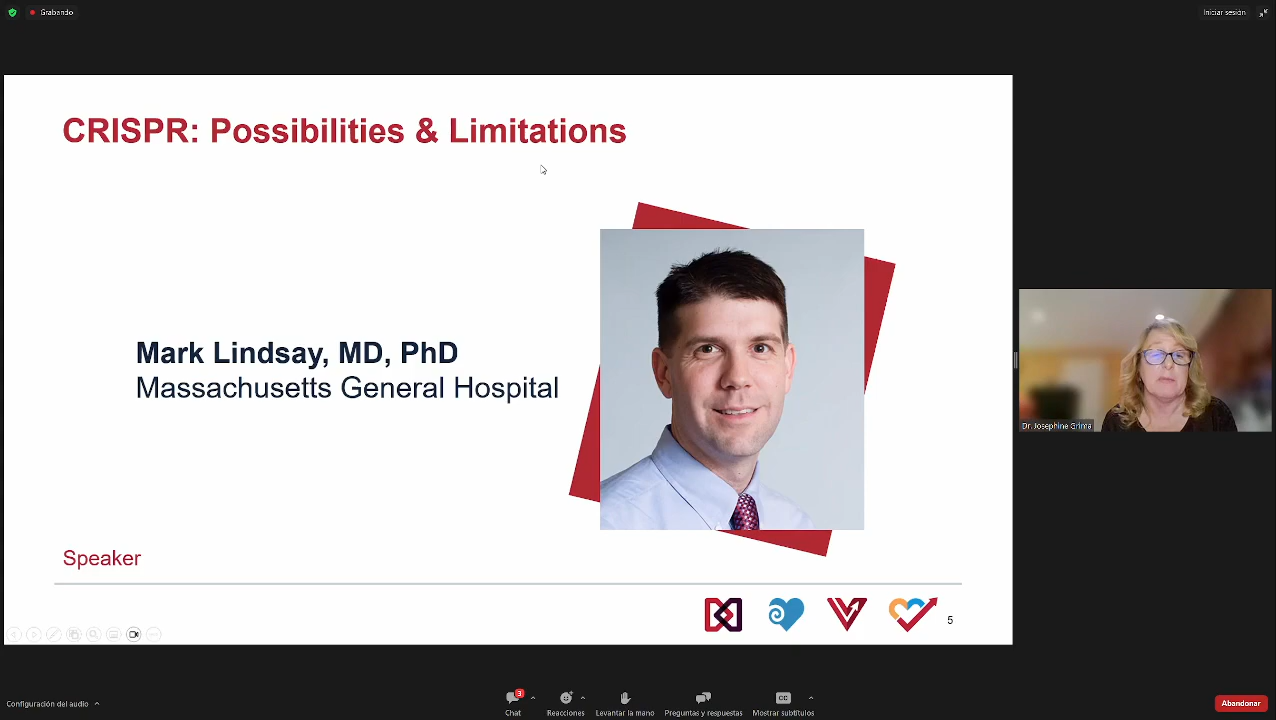 Grabando
Iniciar sesión
CRISPR: Possibilities & Limitations
Mark Lindsay, MD, PhD
Massachusetts General Hospital
Dr. Josephine Grima
Speaker
5
Configuración del audio
3
Chat
Reacciones
Levantar la mano
Preguntas y respuestas
CC
Mostrar subtítulos
Abandonar